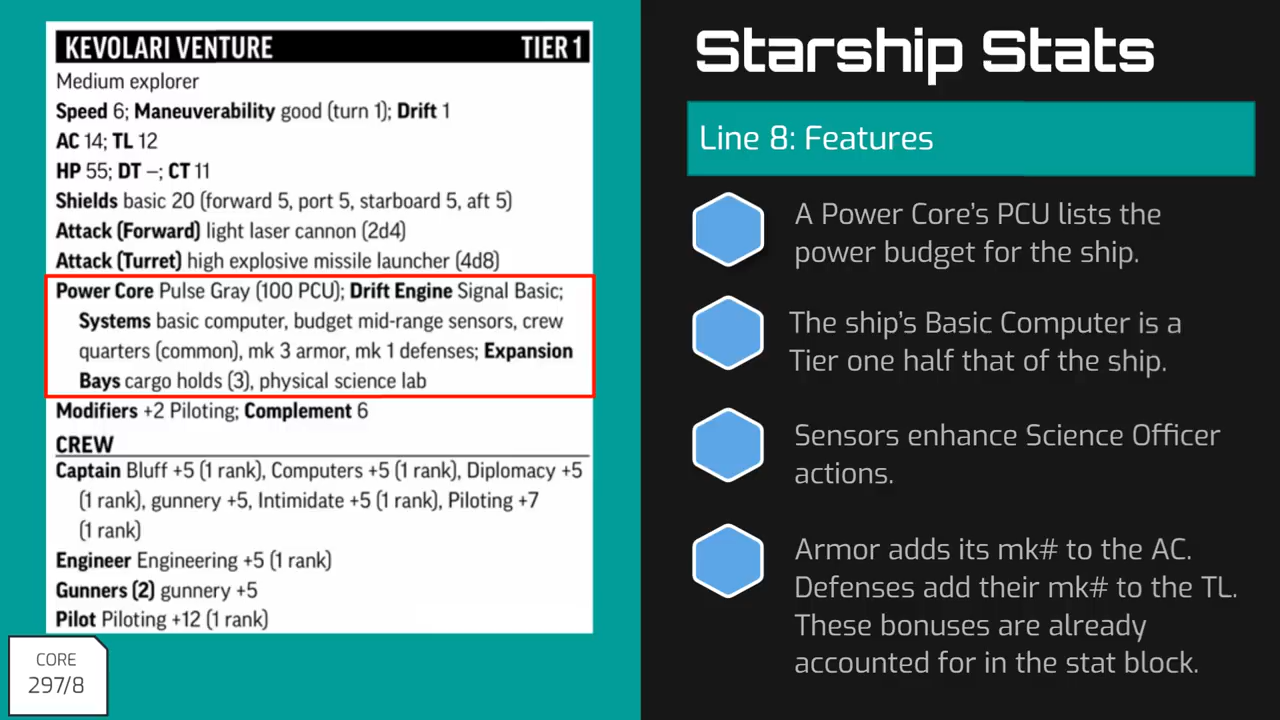 KEVOLARI VENTURE TIER 1
Medium explorer
Speed 6; Maneuverability good (turn 1); Drift 1
AC 14; TL 12
HP 55; DT –; CT 11
Shields basic 20 (forward 5, port 5, starboard 5, aft 5)
Attack (Forward) light laser cannon (2d4)
Attack (Turret) high explosive missile launcher (4d8)
Power Core Pulse Gray (100 PCU); Drift Engine Signal Basic;
Systems basic computer, budget mid-range sensors, crew
quarters (common), mk 3 armor, mk 1 defenses; Expansion
Bays cargo holds (3), physical science lab
Modifiers +2 Piloting; Complement 6
CREW
Captain Bluff +5 (1 rank), Computers +5 (1 rank), Diplomacy +5
(1 rank), gunnery +5, Intimidate +5 (1 rank), Piloting +7
(1 rank)
Engineer Engineering +5 (1 rank)
Gunners (2) gunnery +5
Pilot Piloting +12 (1 rank)
CORE
297/8
Starship Stats
Line 8: Features
A Power Core's PCU lists the
power budget for the ship.
The ship's Basic Computer is a
Tier one half that of the ship.
Sensors enhance Science Officer
actions.
Armor adds its mk# to the AC.
Defenses add their mk# to the TL.
These bonuses are already
accounted for in the stat block.